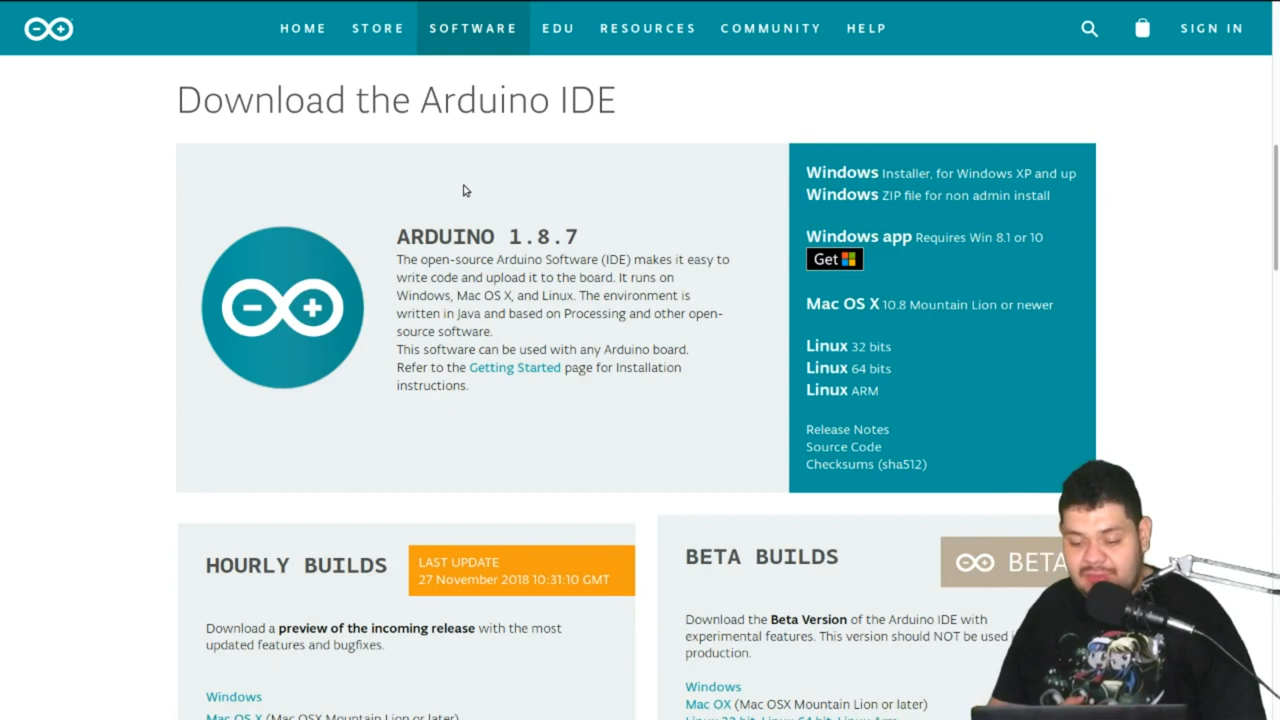 HOME STORE SOFTWARE EDU RESOURCES COMMUNITY HELP SIGN IN
Download the Arduino IDE
ARDUINO 1.8.7
The open-source Arduino Software (IDE) makes it easy to
write code and upload it to the board. It runs on
Windows, Mac OS X, and Linux. The environment is
written in Java and based on Processing and other open-
source software.
This software can be used with any Arduino board.
Refer to the Getting Started page for Installation
instructions.
Windows Installer, for Windows XP and up
Windows ZIP file for non admin install
Windows app Requires Win 8.1 or 10
Get
Mac OS X 10.8 Mountain Lion or newer
Linux 32 bits
Linux 64 bits
Linux ARM
Release Notes
Source Code
Checksums (sha512)
HOURLY BUILDS
LAST UPDATE
27 November 2018 10:31:10 GMT
Download a preview of the incoming release with the most
updated features and bugfixes.
Windows
Mac OS X (Mac OSX Mountain Lion or later)
BETA BUILDS
BETA
Download the Beta Version of the Arduino IDE with
experimental features. This version should NOT be used
production.
Windows
Mac OX (Mac OSX Mountain Lion or later)
Linux 32 bit, Linux 64 bit, Linux Arm